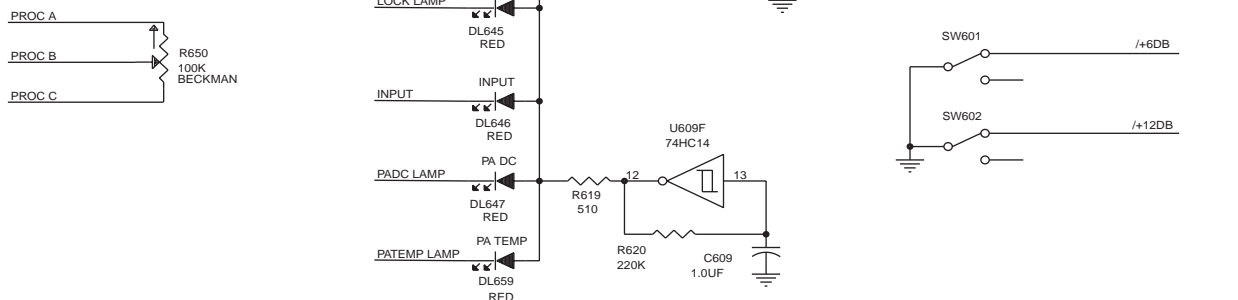 PROC A
PROC B
PROC C
R650
100K
BECKMAN
LOCK LAMP
DL645
RED
INPUT
INPUT
DL646
RED
PA DC
PADC LAMP
DL647
RED
PA TEMP
PATEMP LAMP
DL659
RED
R619
510
12
U609F
74HC14
13
R620
220K
C609
1.0UF
SW601
/+6DB
SW602
/+12DB